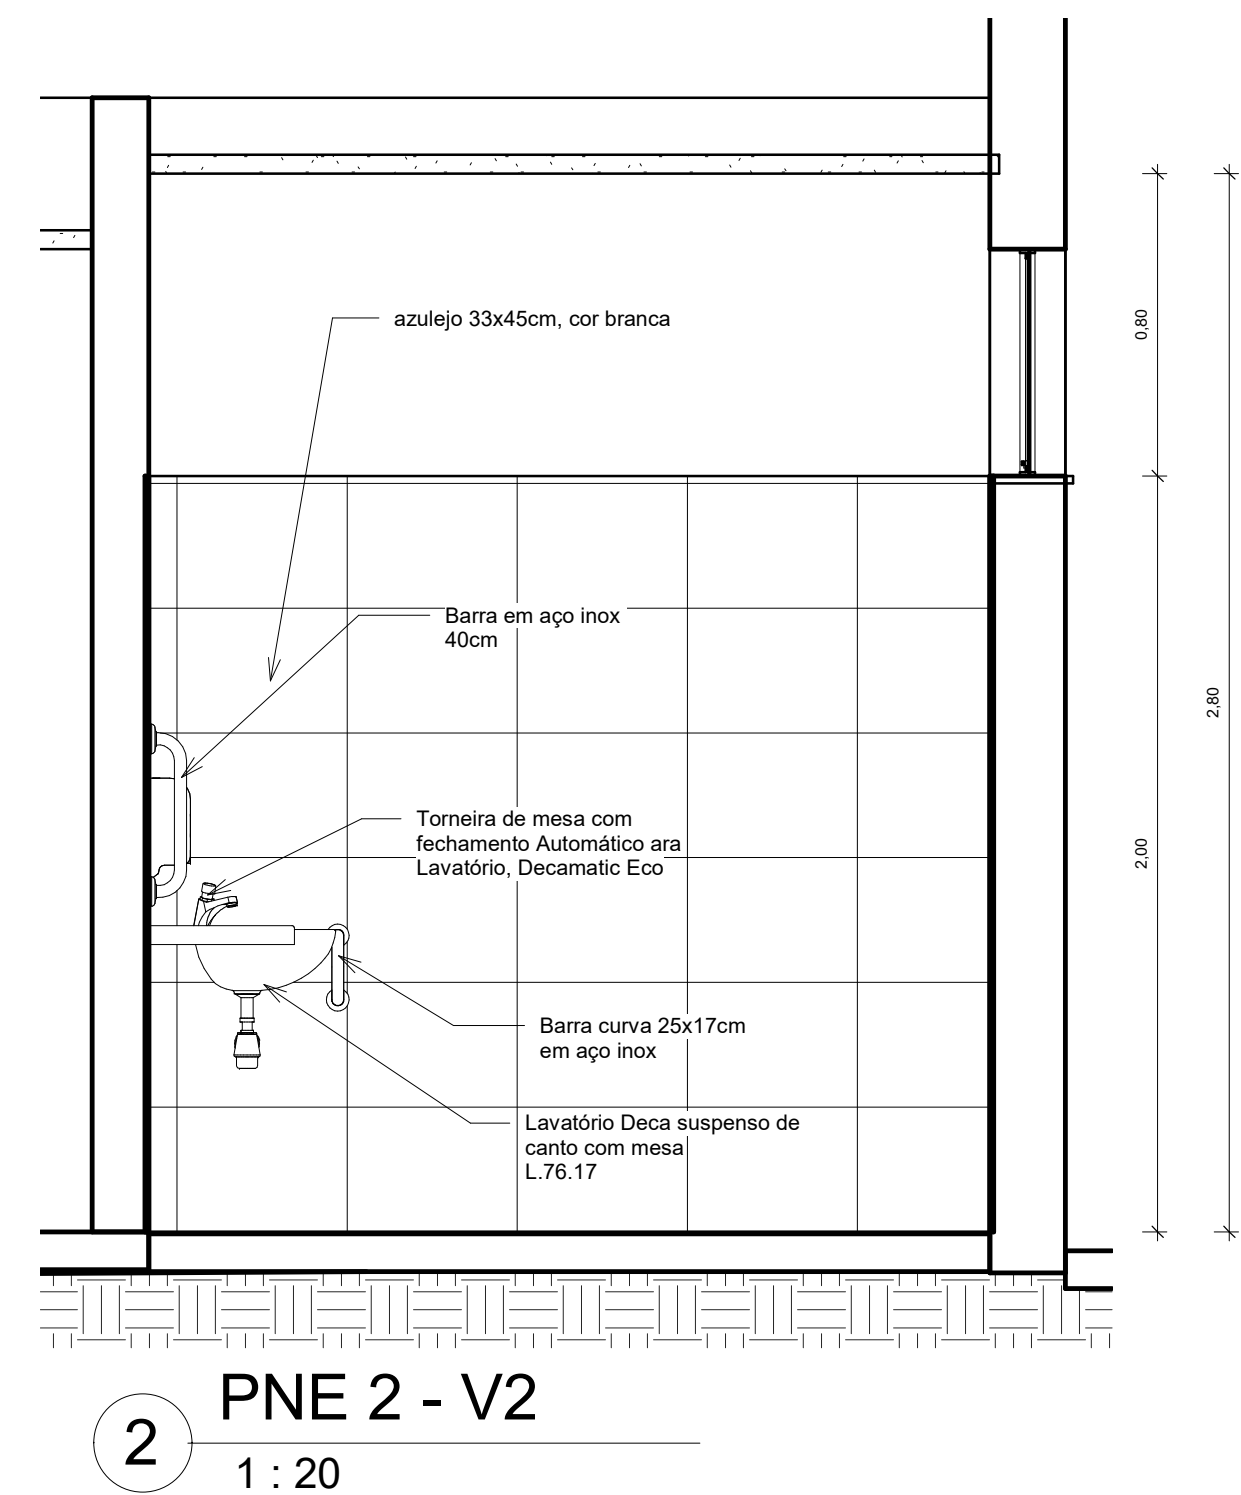 azulejo 33x45cm, cor branca
0,80
Barra em aço inox
40cm
2,80
Torneira de mesa com
fechamento Automático ara
Lavatório, Decamatic Eco
2,00
Barra curva 25x17cm
em aço inox
Lavatório Deca suspenso de
canto com mesa
L.76.17
PNE 2 - V2
2
1 : 20